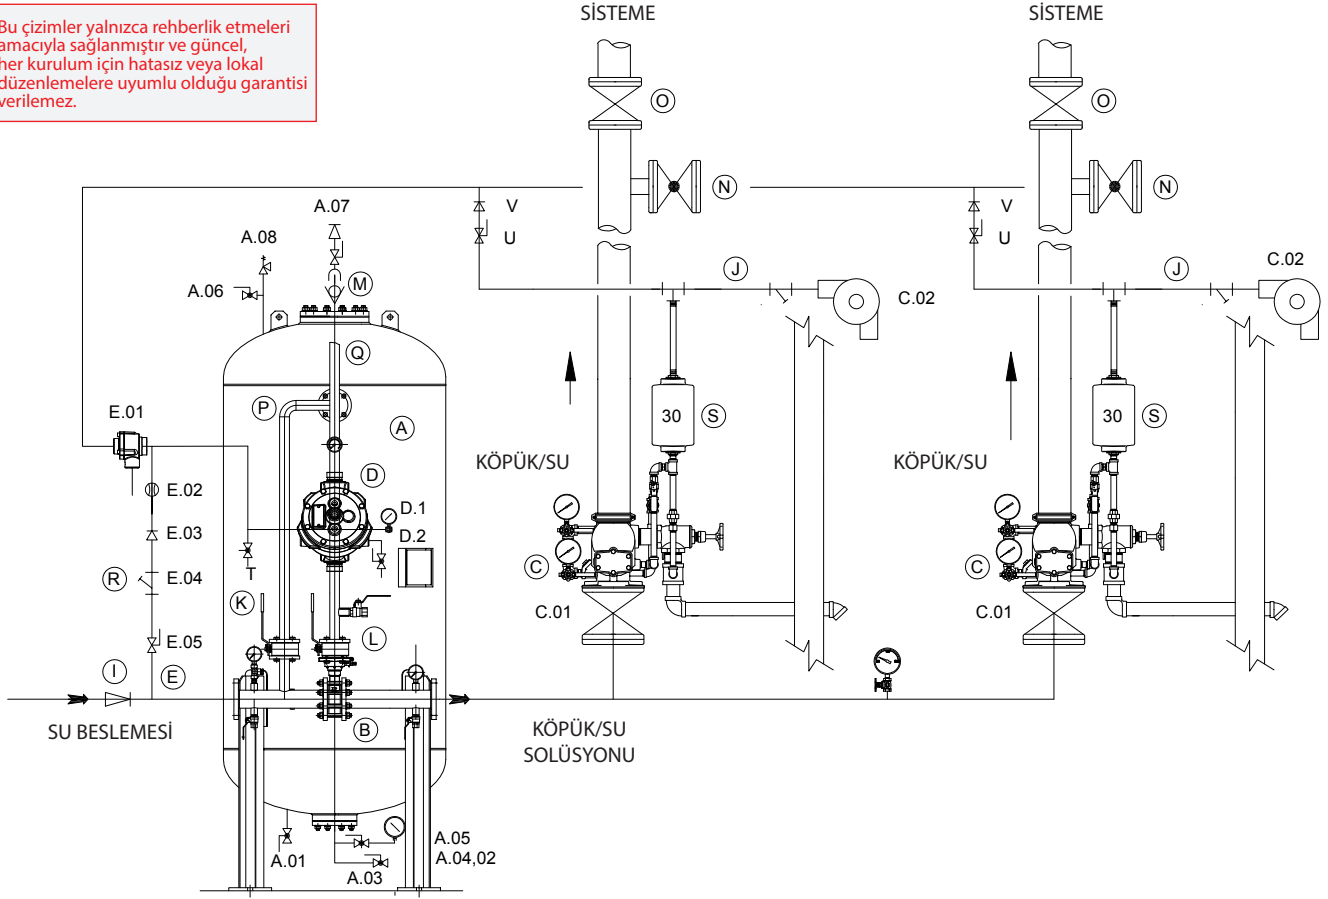 Bu çizimler yalnızca rehberlik etmeleri
amacıyla sağlanmıştır ve güncel,
her kurulum için hatasız veya lokal
düzenlemelere uyumlu olduğu garantisi
verilemez.
SİSTEME
SİSTEME
O
O
N
N
A.07
V
V
A.08
U
U
J
J
C.02
A.06
M
C.02
Q
P
E.01
A
30
S
30
S
KÖPÜK/SU
KÖPÜK/SU
D
E.02
D.1
E.03
D.2
R
E.04
T
C
C
K
C.01
C.01
E.05
L
I
E
SU BESLEMESİ
B
KÖPÜK/SU
SOLÜSYONU
A.05
A.01
A.04,02
A.03